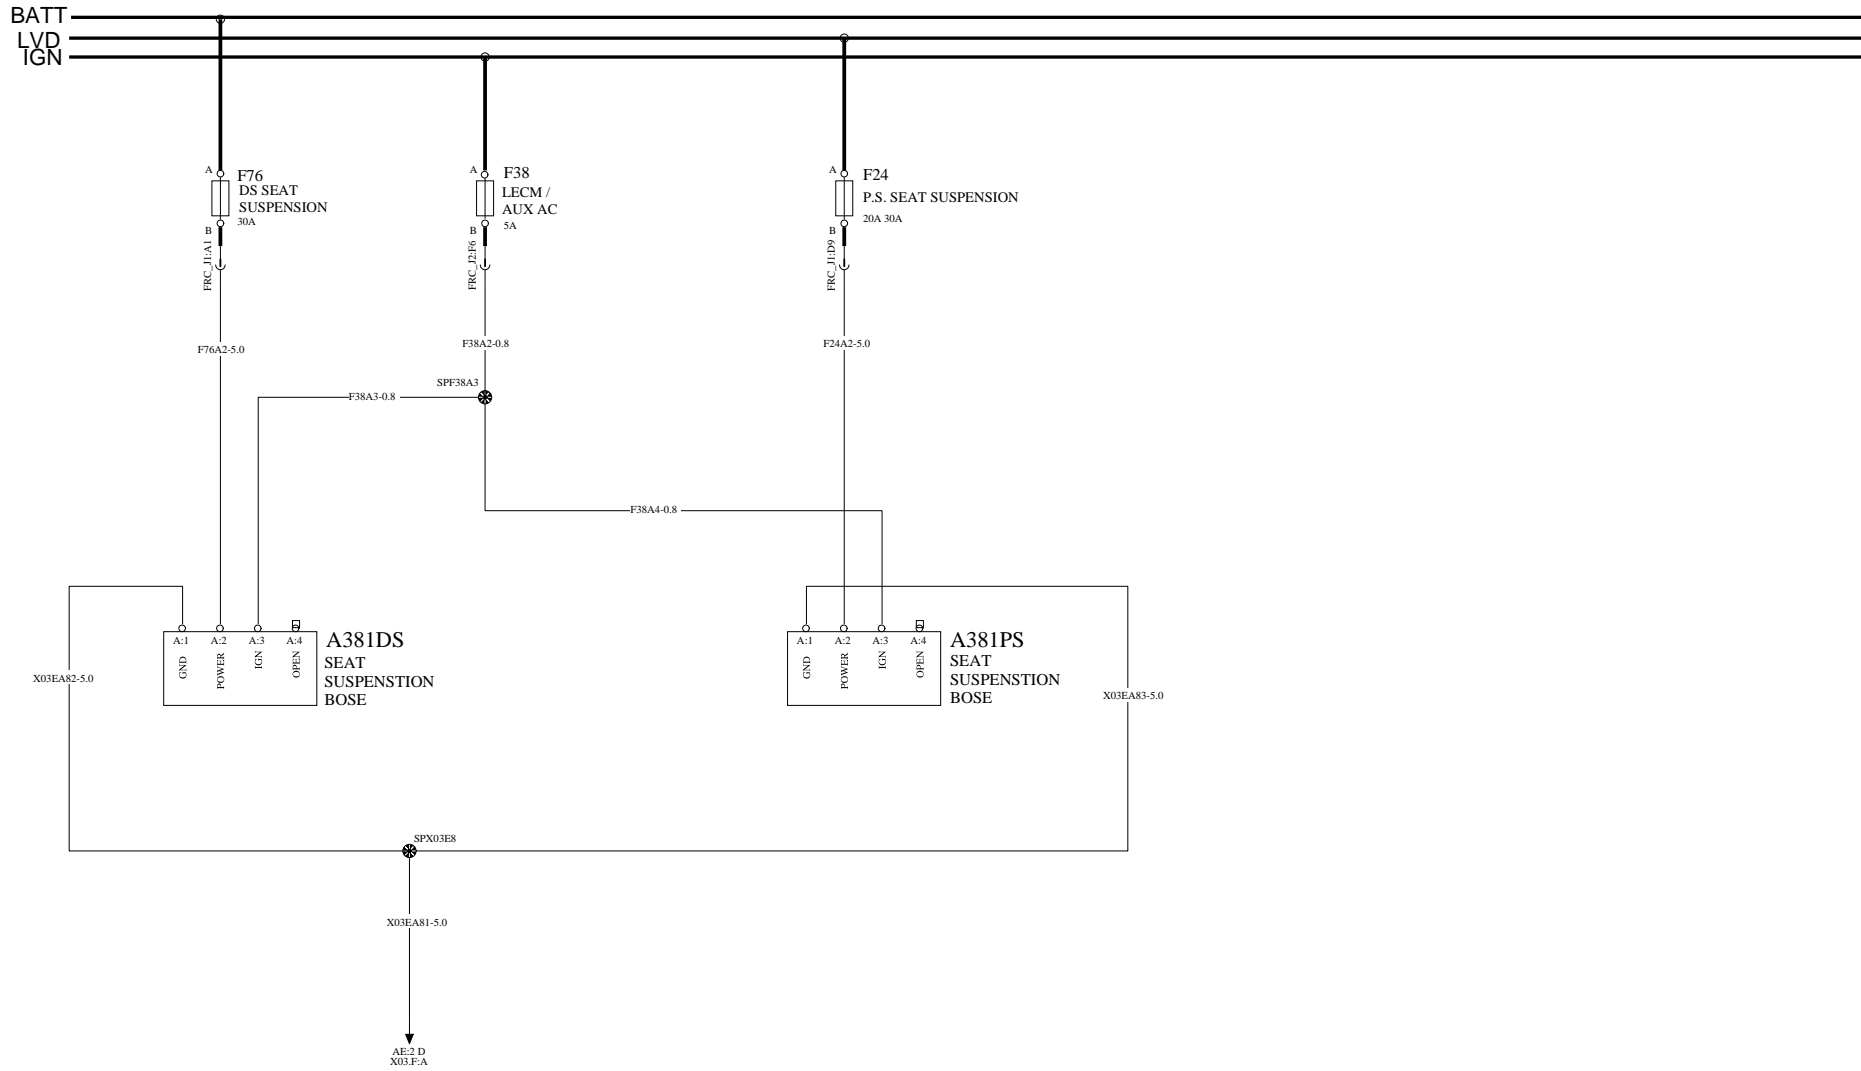 BATT
LVD
IGN
A
F76
DS SEAT
SUSPENSION
30A
B
FRC_J1:A1
A
F38
LECM /
AUX AC
5A
B
FRC_J2:F6
A
F24
P.S. SEAT SUSPENSION
20A 30A
B
FRC_J1:D9
F76A2-5.0
F38A2-0.8
F24A2-5.0
SPF38A3
F38A3-0.8
F38A4-0.8
A:1
A:2
A:3
A:4
GND
POWER
IGN
OPEN
A381DS
SEAT
SUSPENSTION
BOSE
A:1
A:2
A:3
A:4
GND
POWER
IGN
OPEN
A381PS
SEAT
SUSPENSTION
BOSE
X03EA82-5.0
X03EA83-5.0
SPX03E8
X03EA81-5.0
AE:2 D
X03.F:A